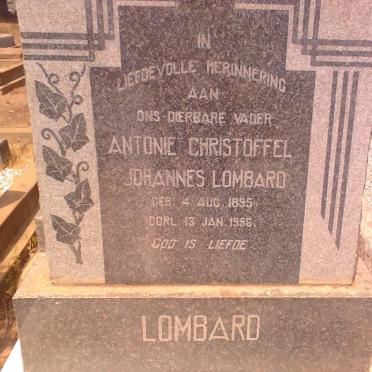 IN
LIEFDEVOLLE HERINNERING
AAN
ONS DIERBARE VADER
ANTONIE CHRISTOFFEL
JOHANNES LOMBARD
GEB. 4 AUG. 1895
OORL. 13 JAN. 1956.
GOD IS LIEFDE
LOMBARD